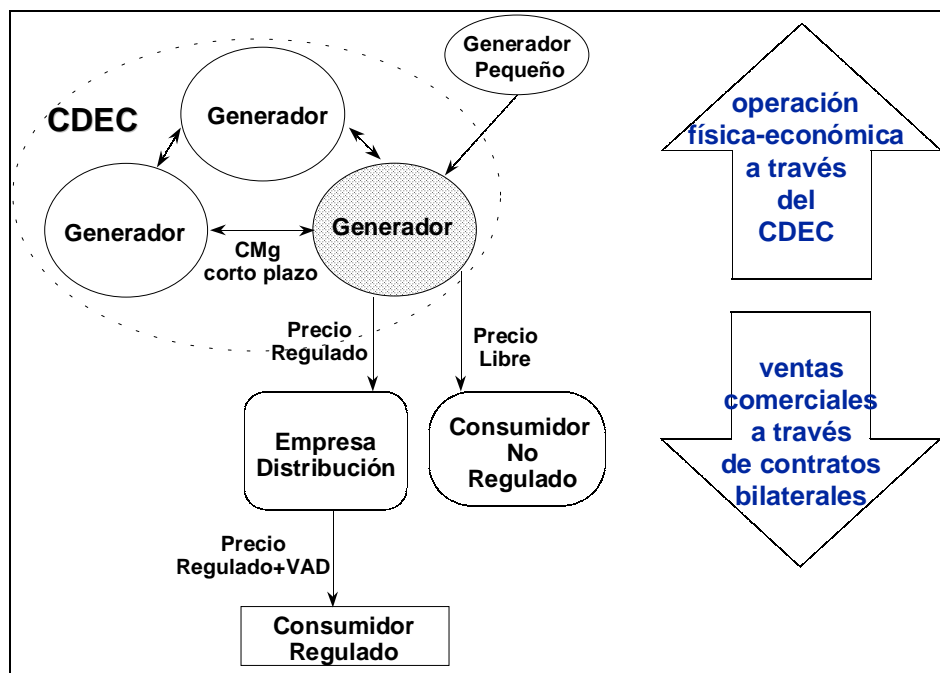 Generador
Pequeño
CDEC
Generador
Generador
Generador
CMg
corto plazo
Precio
Regulado
Precio
Libre
Empresa
Distribución
Consumidor
No
Regulado
Precio
Regulado+VAD
Consumidor
Regulado
operación
física-económica
a través
del
CDEC
ventas
comerciales
a través
de contratos
bilaterales